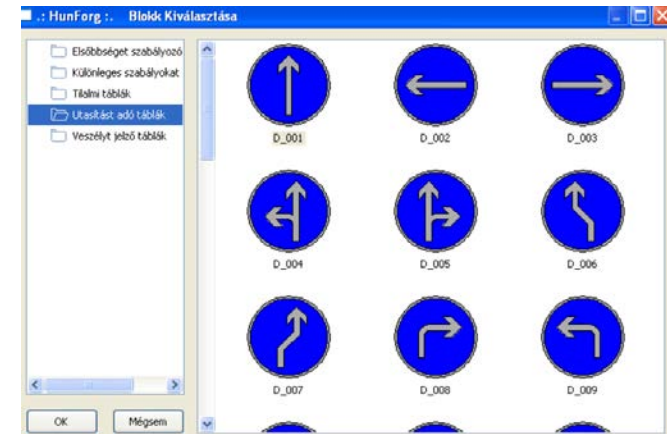 .: HunForg :. Blokk Kiválasztása
Elsőbbséget szabályozó
Különleges szabályokat
Tilalmi táblák
Utasítást adó táblák
Veszélyt jelző táblák
D_001
D_002
D_003
D_004
D_005
D_006
D_007
D_008
D_009
OK
Mégsem